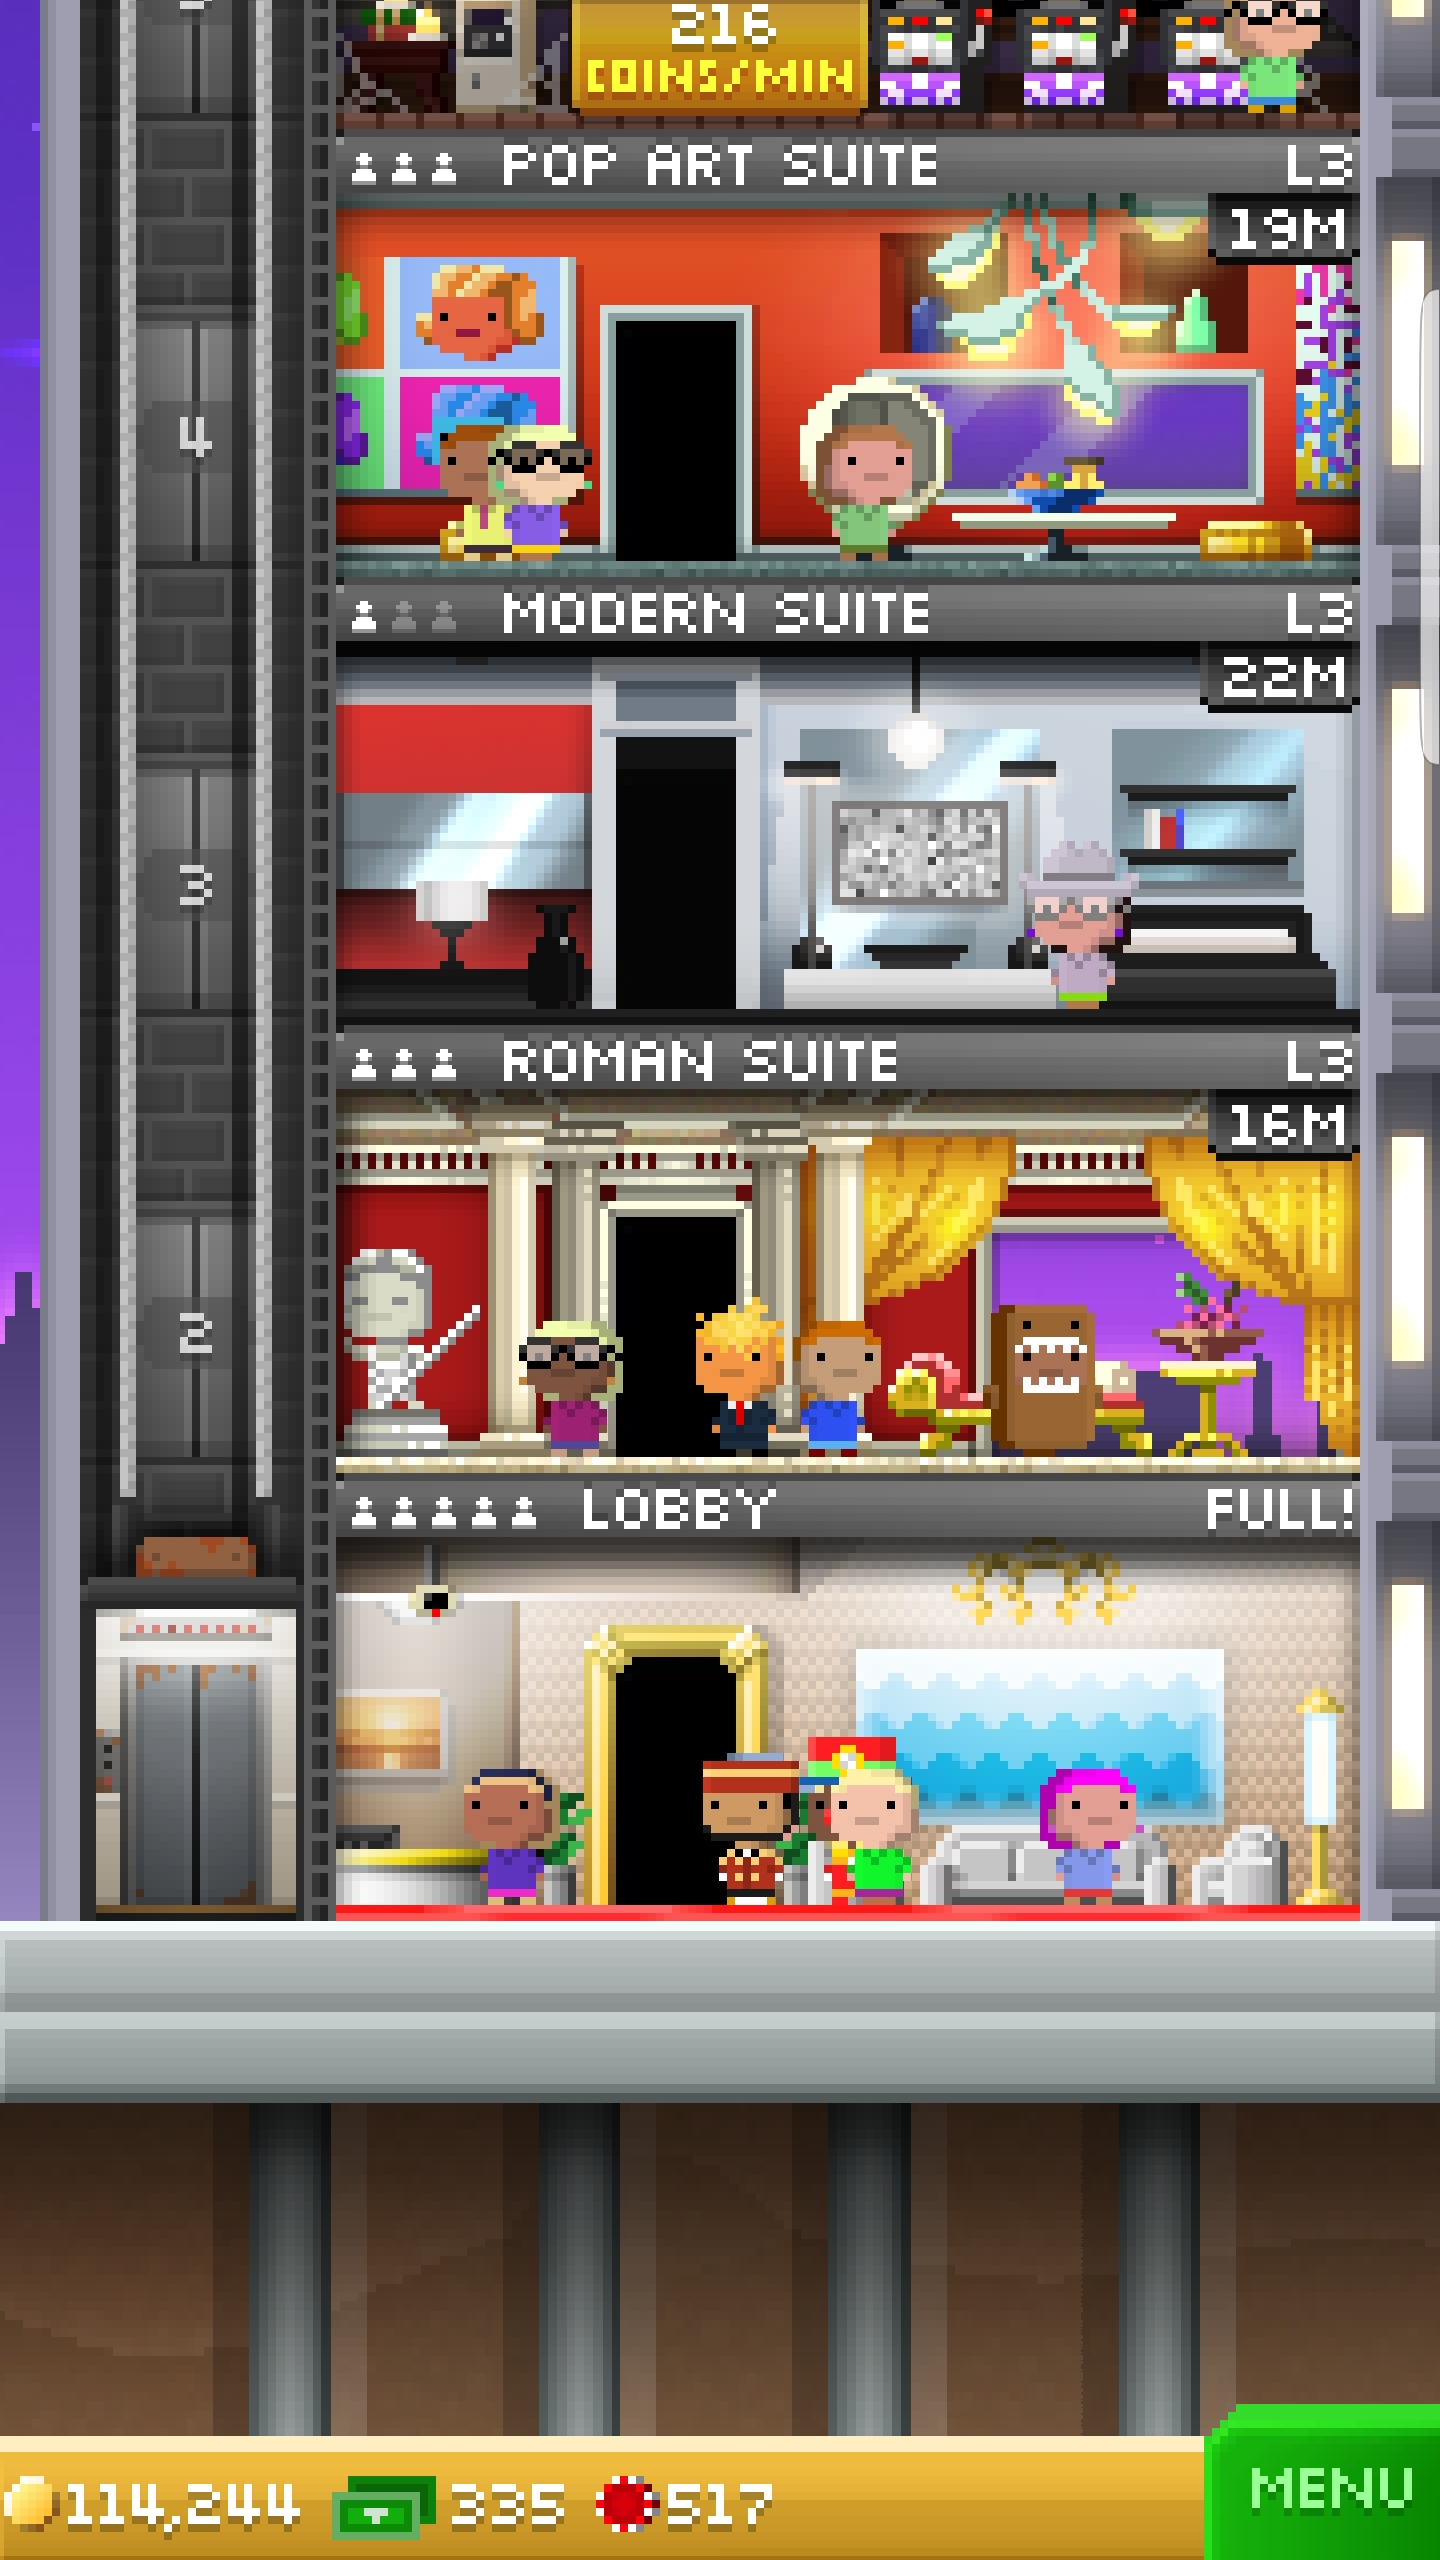 216
COINS/MIN
POP ART SUITE L3
19M
4
MODERN SUITE L3
22M
3
ROMAN SUITE L3
16M
2
LOBBY FULL!
114,244 335 517 MENU